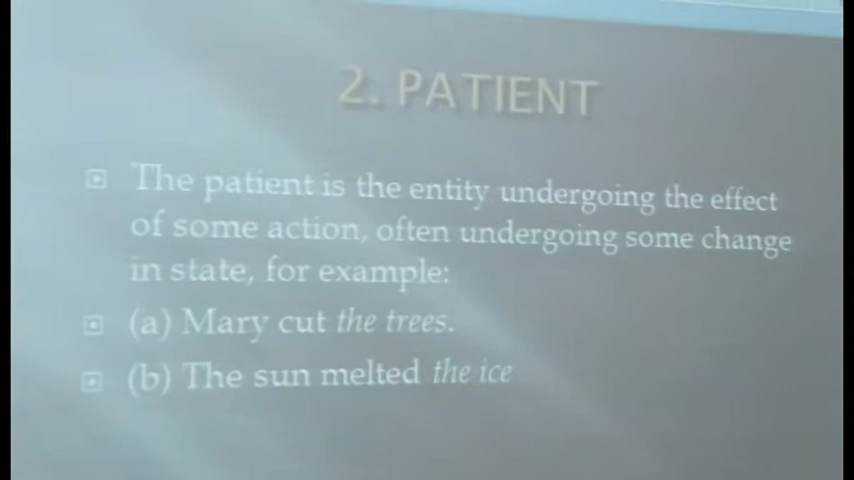 2. PATIENT
The patient is the entity undergoing the effect
of some action, often undergoing some change
in state, for example:
(a) Mary cut the trees.
(b) The sun melted the ice